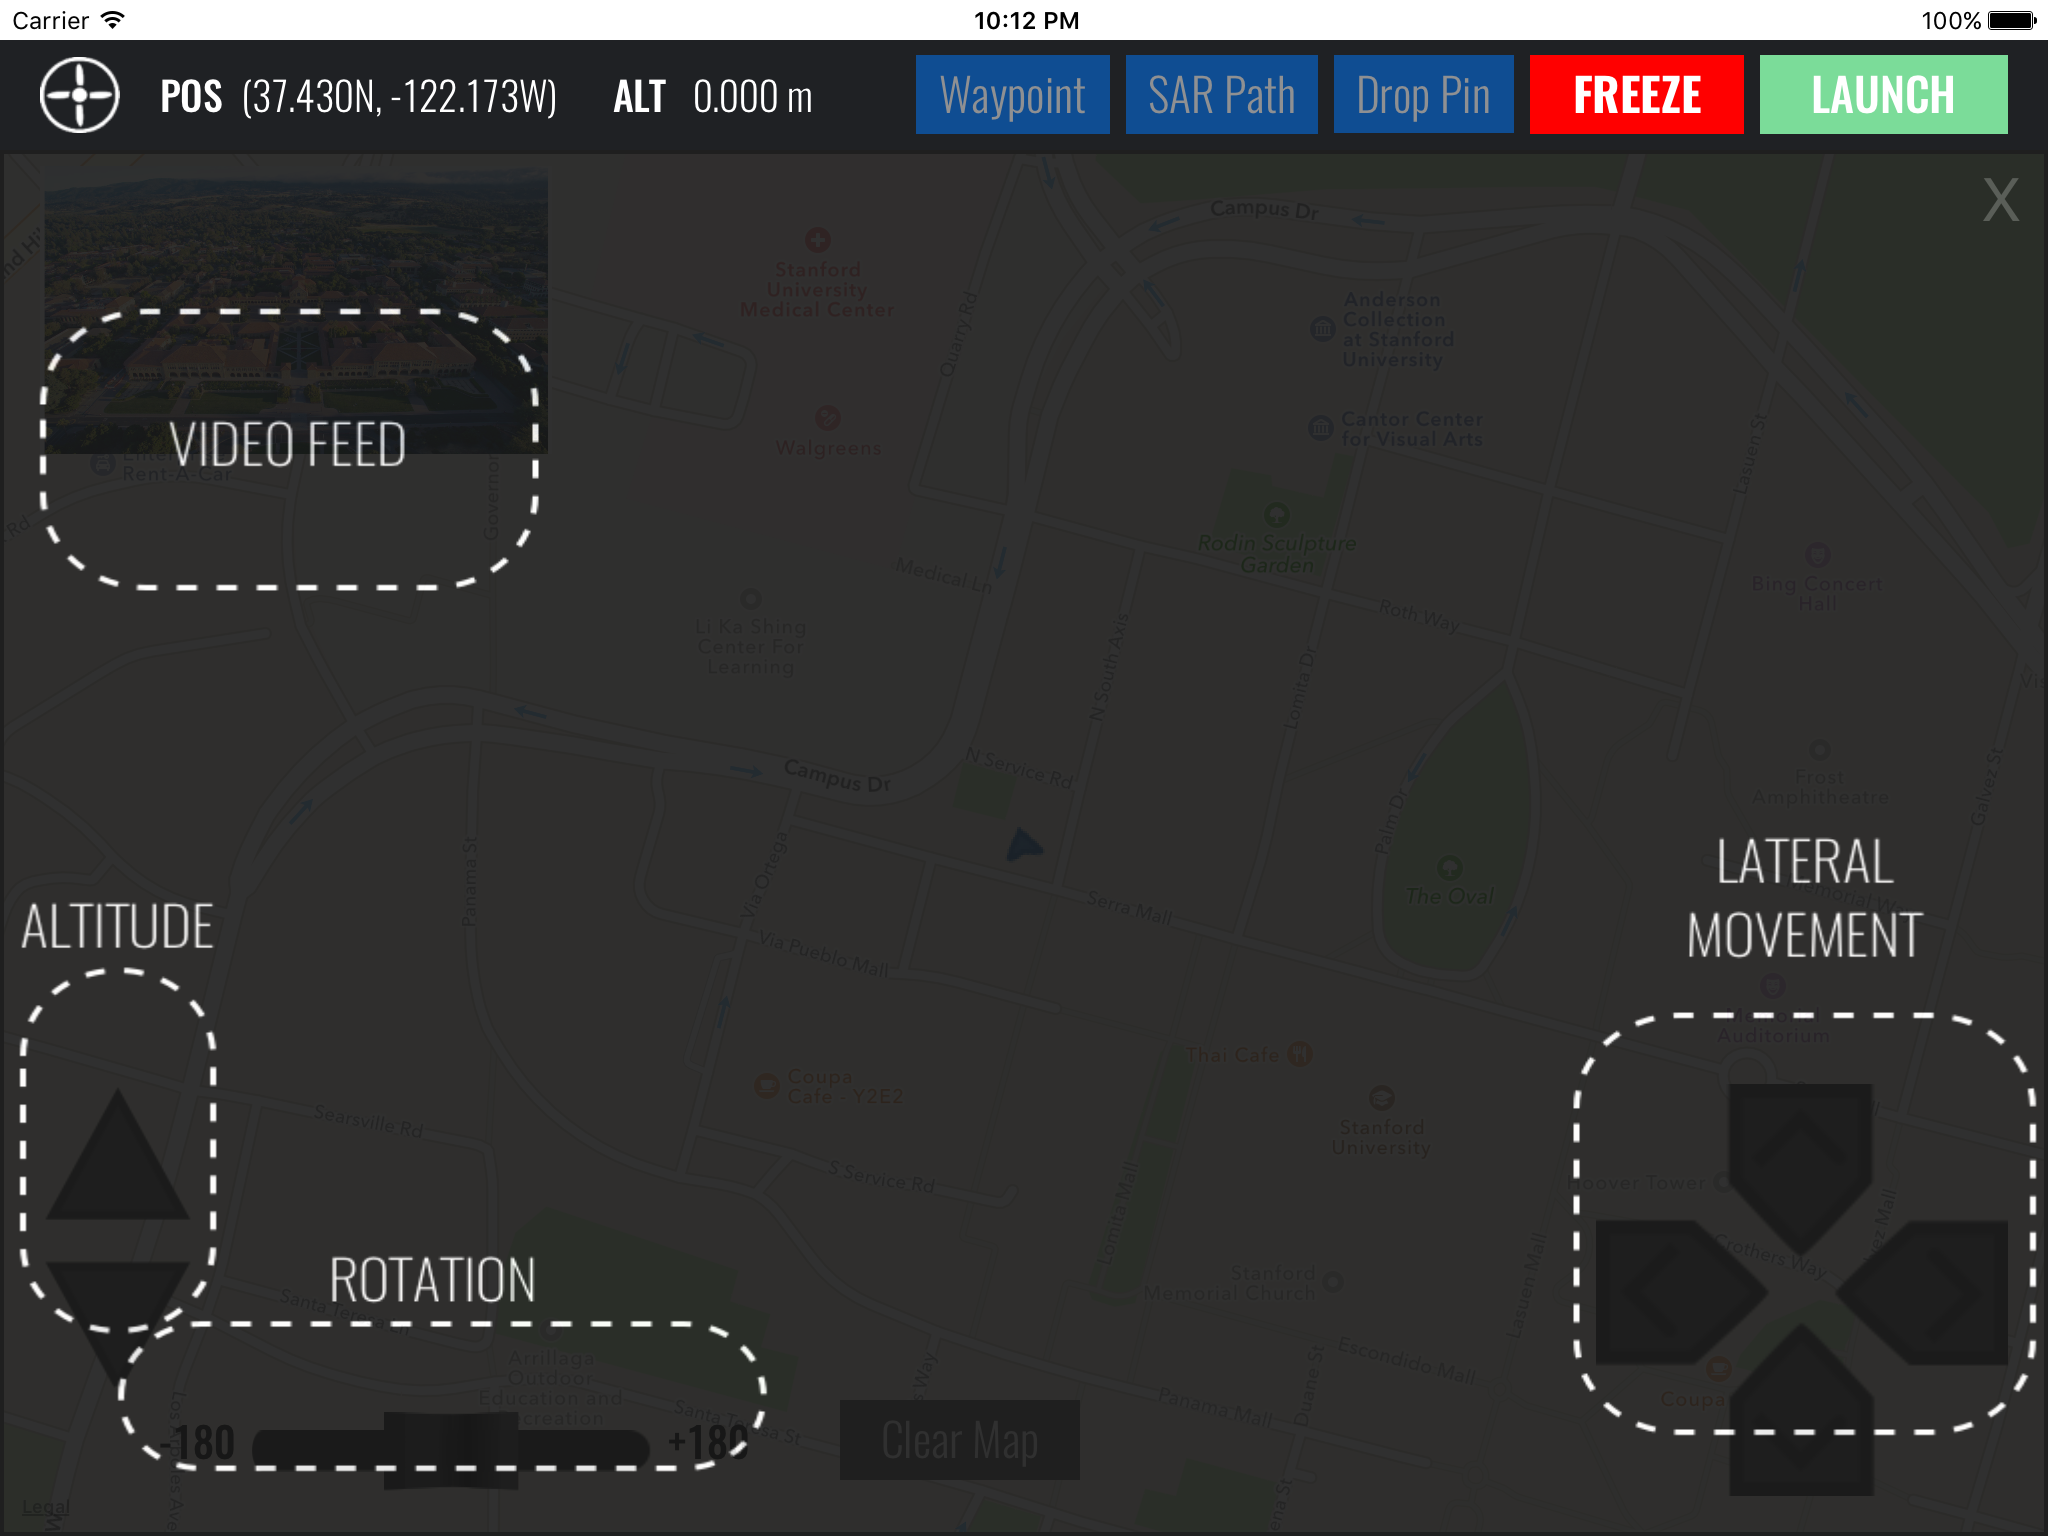 Carrier
10:12 PM
100%
POS (37.430N, -122.173W) ALT 0.000 m
Waypoint
SAR Path
Drop Pin
FREEZE
LAUNCH
X
Campus Dr
Stanford
University
Medical Center
Quarry Rd
Anderson
Collection
at Stanford
University
Cantor Center
for Visual Arts
Walgreens
VIDEO FEED
Rent-A-Car
Lasuen St
Medical Ln
Rodin Sculpture
Garden
Bing Concert
Hall
Li Ka Shing
Center For
Learning
Roth Way
N South Axis
Lomita Dr
N Service Rd
Campus Dr
Frost
Amphitheatre
Galvez St
Palm Dr
Panama St
Via Ortega
Serra Mall
The Oval
LATERAL
MOVEMENT
ALTITUDE
Via Pueblo Mall
Auditorium
Thai Cafe
Coupa
Cafe - Y2E2
Stanford
University
Searsville Rd
S Service Rd
Lomita Mall
Hoover Tower
Crothers Way
Stanford
Memorial Church
Lasuen Mall
ROTATION
Escondido Mall
Arrillaga
Outdoor
Education and
Panama Mall
Duane St
Coupa
-180
+180
Clear Map
Legal